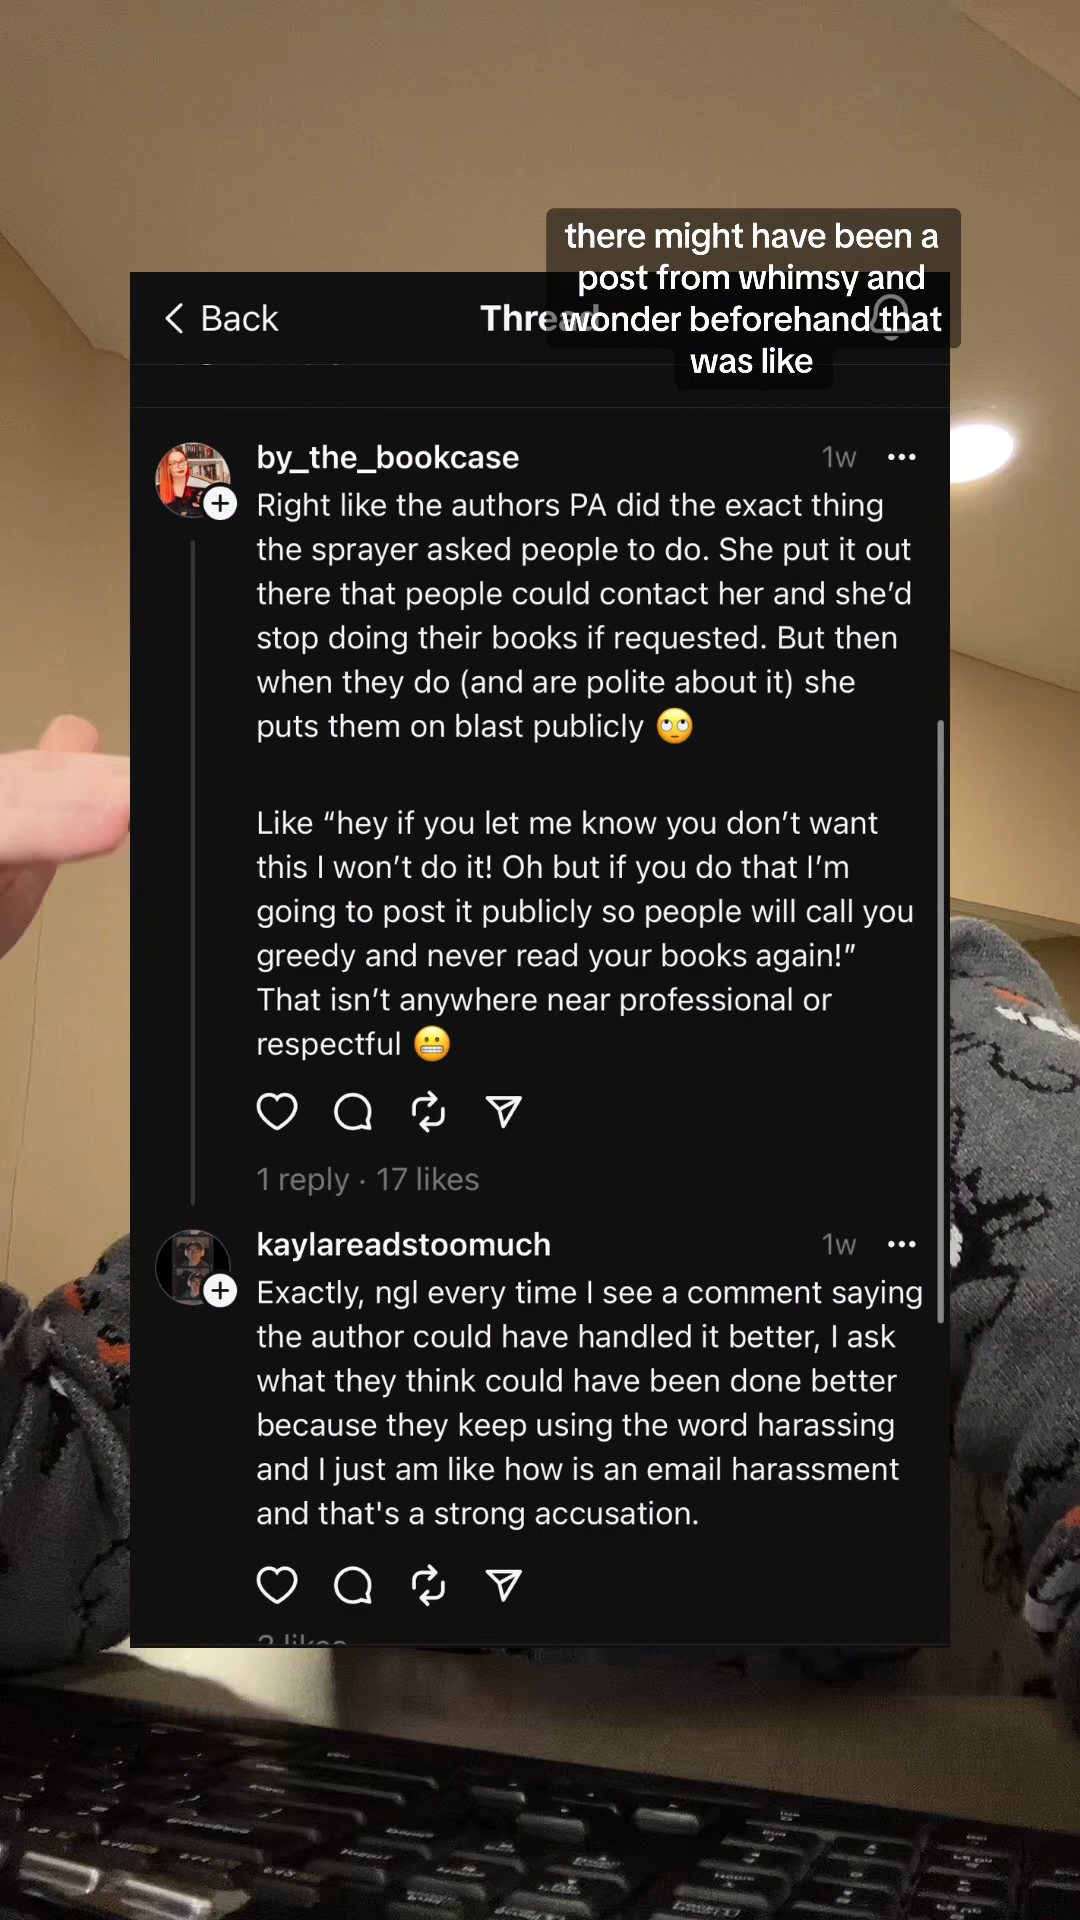 there might have been a
post from whimsy and
wonder beforehand that
was like
Back
Thread
by_the_bookcase
1w
Right like the authors PA did the exact thing
the sprayer asked people to do. She put it out
there that people could contact her and she’d
stop doing their books if requested. But then
when they do (and are polite about it) she
puts them on blast publicly 🙄
Like “hey if you let me know you don’t want
this I won’t do it! Oh but if you do that I’m
going to post it publicly so people will call you
greedy and never read your books again!”
That isn’t anywhere near professional or
respectful 😬
1 reply · 17 likes
kaylareadstoomuch
1w
Exactly, ngl every time I see a comment saying
the author could have handled it better, I ask
what they think could have been done better
because they keep using the word harassing
and I just am like how is an email harassment
and that's a strong accusation.